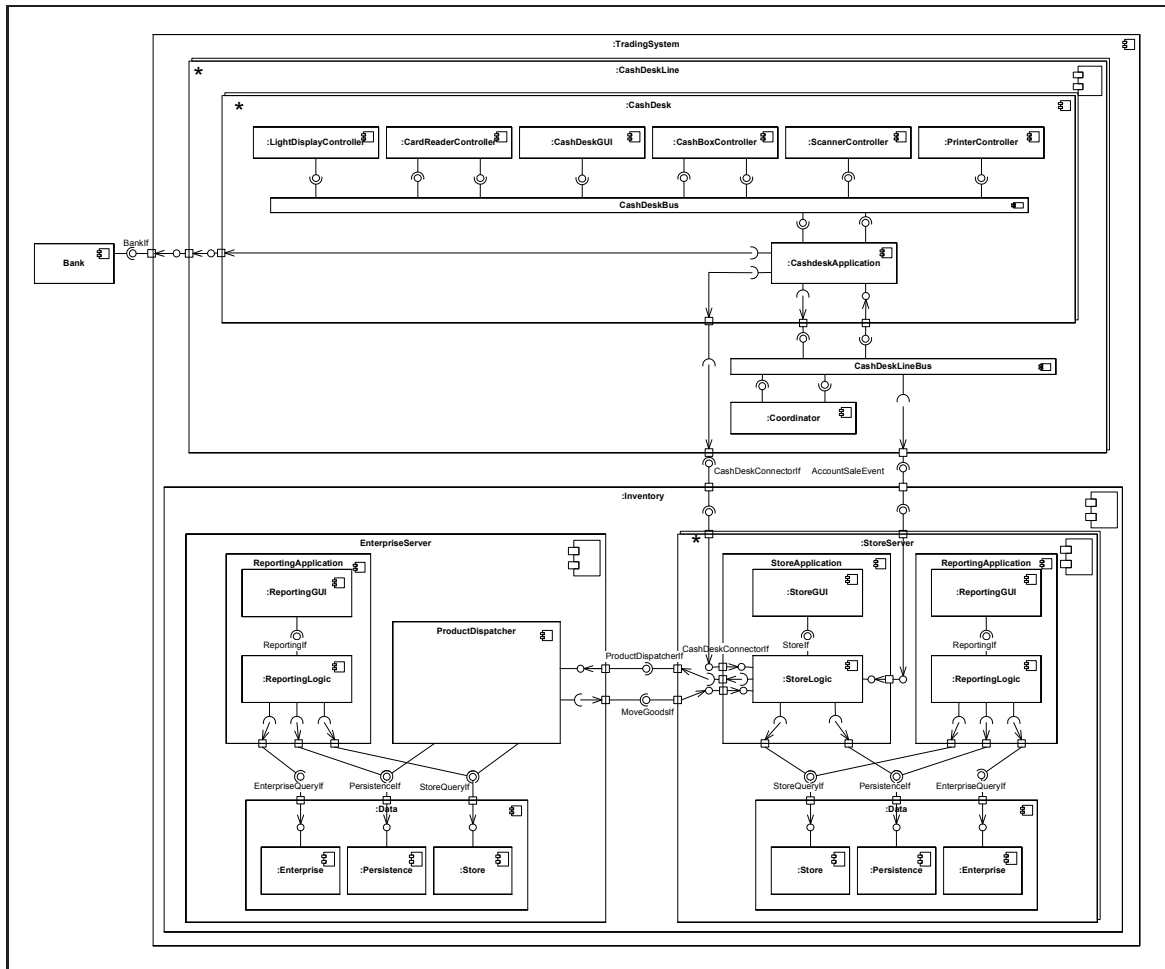 :TradingSystem
*
:CashDeskLine
*
:CashDesk
:LightDisplayController
:CardReaderController
:CashDeskGUI
:CashBoxController
:ScannerController
:PrinterController
CashDeskBus
BankIf
Bank
:CashdeskApplication
CashDeskLineBus
:Coordinator
CashDeskConnectorIf
AccountSaleEvent
:Inventory
EnterpriseServer
*
:StoreServer
ReportingApplication
StoreApplication
ReportingApplication
:ReportingGUI
:StoreGUI
:ReportingGUI
ProductDispatcher
ReportingIf
ProductDispatcherIf
CashDeskConnectorIf
StoreIf
ReportingIf
:ReportingLogic
:StoreLogic
:ReportingLogic
MoveGoodsIf
EnterpriseQueryIf
PersistenceIf
StoreQueryIf
StoreQueryIf
PersistenceIf
EnterpriseQueryIf
:Data
:Data
:Enterprise
:Persistence
:Store
:Store
:Persistence
:Enterprise